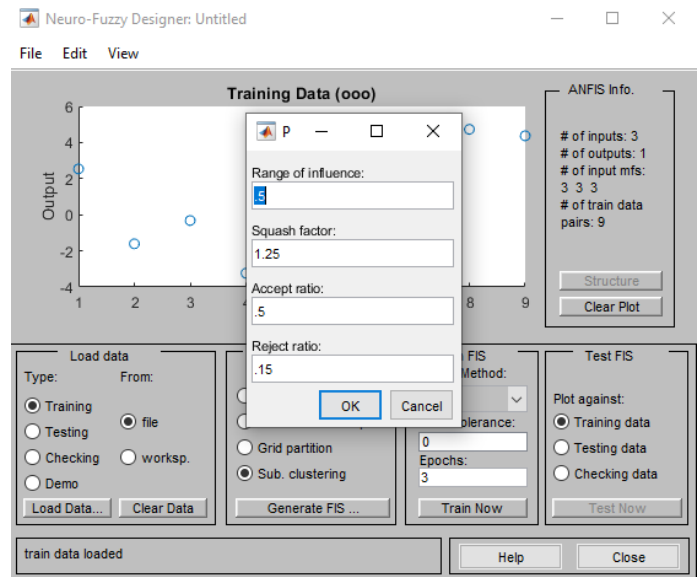 Neuro-Fuzzy Designer: Untitled
File Edit View
Training Data (ooo)
6
4
2
0
-2
-4
Output
1 2 3 4 8 9
P
Range of influence:
.5
Squash factor:
1.25
Accept ratio:
.5
Reject ratio:
.15
OK Cancel
ANFIS Info.
# of inputs: 3
# of outputs: 1
# of input mfs:
3 3 3
# of train data
pairs: 9
Structure
Clear Plot
Load data
Type: From:
Training
Testing
Checking
Demo
file
worksp.
Load Data... Clear Data
Grid partition
Sub. clustering
Generate FIS ...
FIS
Method:
0
Epochs:
3
Train Now
Test FIS
Plot against:
Training data
Testing data
Checking data
Test Now
train data loaded
Help Close